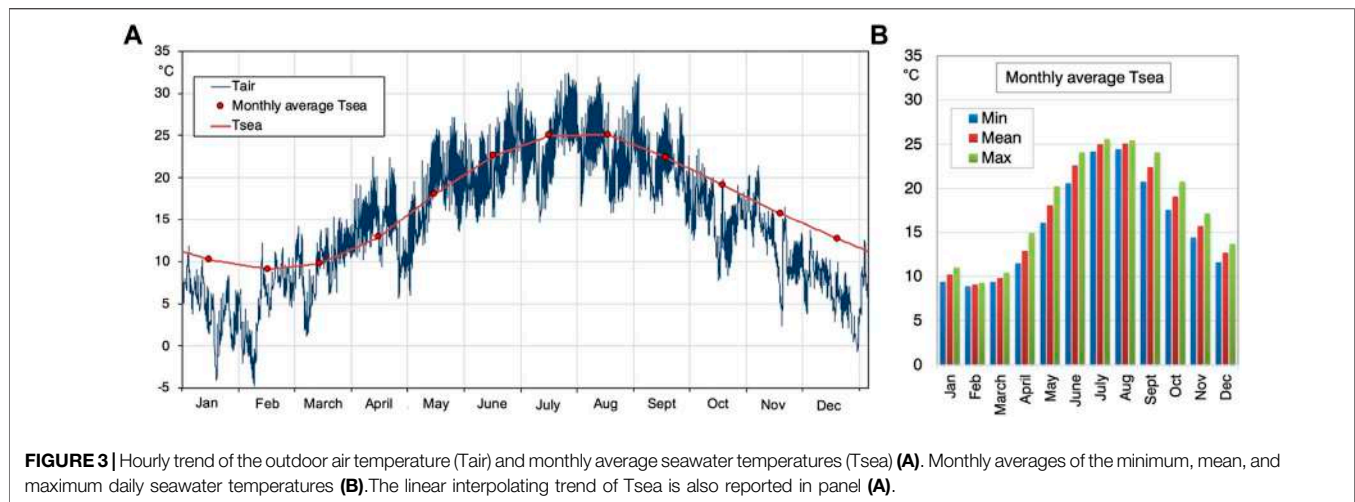 A
35
°C
30
25
20
15
10
5
0
-5
Tair
Monthly average Tsea
Tsea
Jan Feb March April May June July Aug Sept Oct Nov Dec
B
35
°C
30
25
20
15
10
5
0
Monthly average Tsea
Min
Mean
Max
Jan
Feb
March
April
May
June
July
Aug
Sept
Oct
Nov
Dec
FIGURE 3 | Hourly trend of the outdoor air temperature (Tair) and monthly average seawater temperatures (Tsea) (A). Monthly averages of the minimum, mean, and
maximum daily seawater temperatures (B).The linear interpolating trend of Tsea is also reported in panel (A).